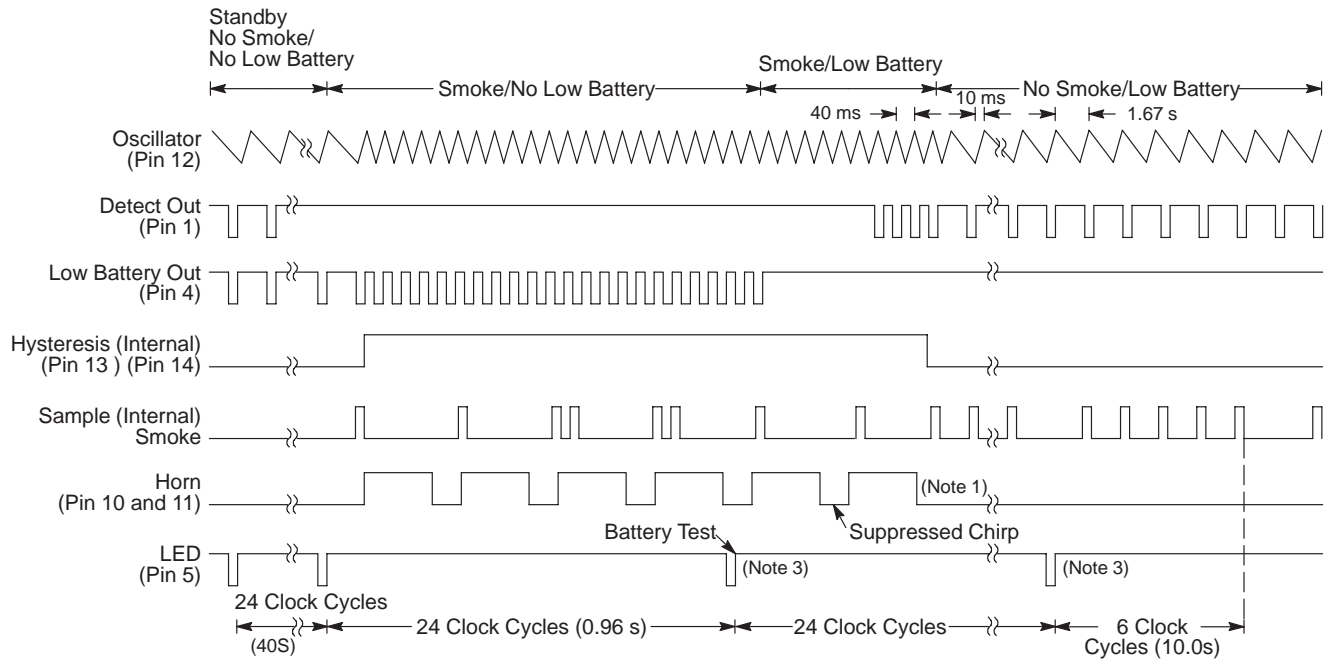 Standby
No Smoke/
No Low Battery
Smoke/No Low Battery
Smoke/Low Battery
No Smoke/Low Battery
40 ms
10 ms
1.67 s
Oscillator
(Pin 12)
Detect Out
(Pin 1)
Low Battery Out
(Pin 4)
Hysteresis (Internal)
(Pin 13 ) (Pin 14)
Sample (Internal)
Smoke
Horn
(Pin 10 and 11)
(Note 1)
Suppressed Chirp
Battery Test
LED
(Pin 5)
(Note 3)
(Note 3)
24 Clock Cycles
(40S)
24 Clock Cycles (0.96 s)
24 Clock Cycles
6 Clock
Cycles (10.0s)